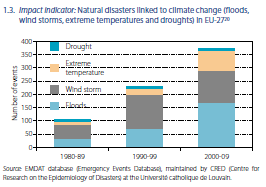 1.3. Impact Indicator: Natural disasters linked to climate change (floods,
wind storms, extreme temperatures and droughts) in EU-27²⁰
Number of events
400
350
300
250
200
150
100
50
0
Drought
Extreme
temperature
Wind storm
Floods
1980-89
1990-99
2000-09
Source: EMDAT database (Emergency Events Database), maintained by CRED (Centre for
Research on the Epidemiology of Disasters) at the Université catholique de Louvain.